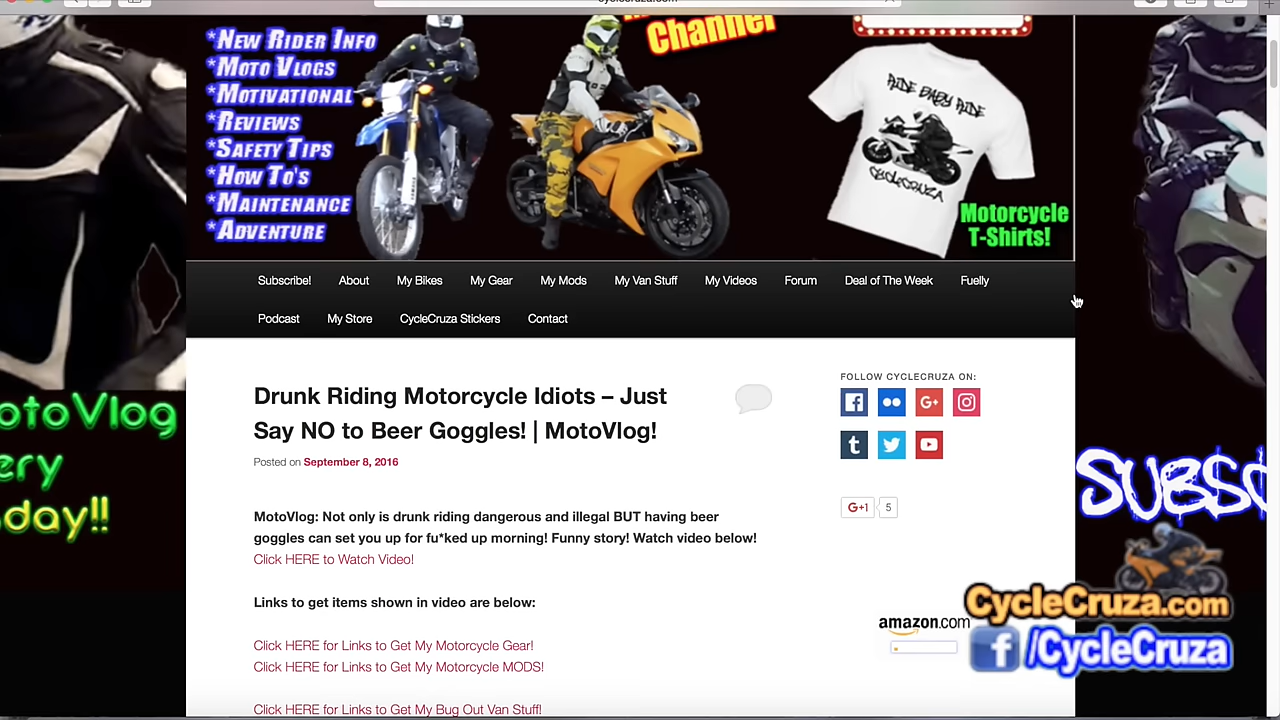 Channel
*New Rider Info
*Moto Vlogs
*Motivational
*Reviews
*Safety Tips
*How To's
*Maintenance
*Adventure
RIDE BABY RIDE
CYCLECRUZA
Motorcycle
T-Shirts!
Subscribe! About My Bikes My Gear My Mods My Van Stuff My Videos Forum Deal of The Week Fuelly
Podcast My Store CycleCruza Stickers Contact
Drunk Riding Motorcycle Idiots – Just
Say NO to Beer Goggles! | MotoVlog!
Posted on September 8, 2016
MotoVlog: Not only is drunk riding dangerous and illegal BUT having beer
goggles can set you up for fu*ked up morning! Funny story! Watch video below!
Click HERE to Watch Video!
Links to get items shown in video are below:
Click HERE for Links to Get My Motorcycle Gear!
Click HERE for Links to Get My Motorcycle MODS!
Click HERE for Links to Get My Bug Out Van Stuff!
FOLLOW CYCLECRUZA ON:
G+1 5
amazon.com
otoVlog
ery
day!!
SUBSC
CycleCruza.com
f /CycleCruza